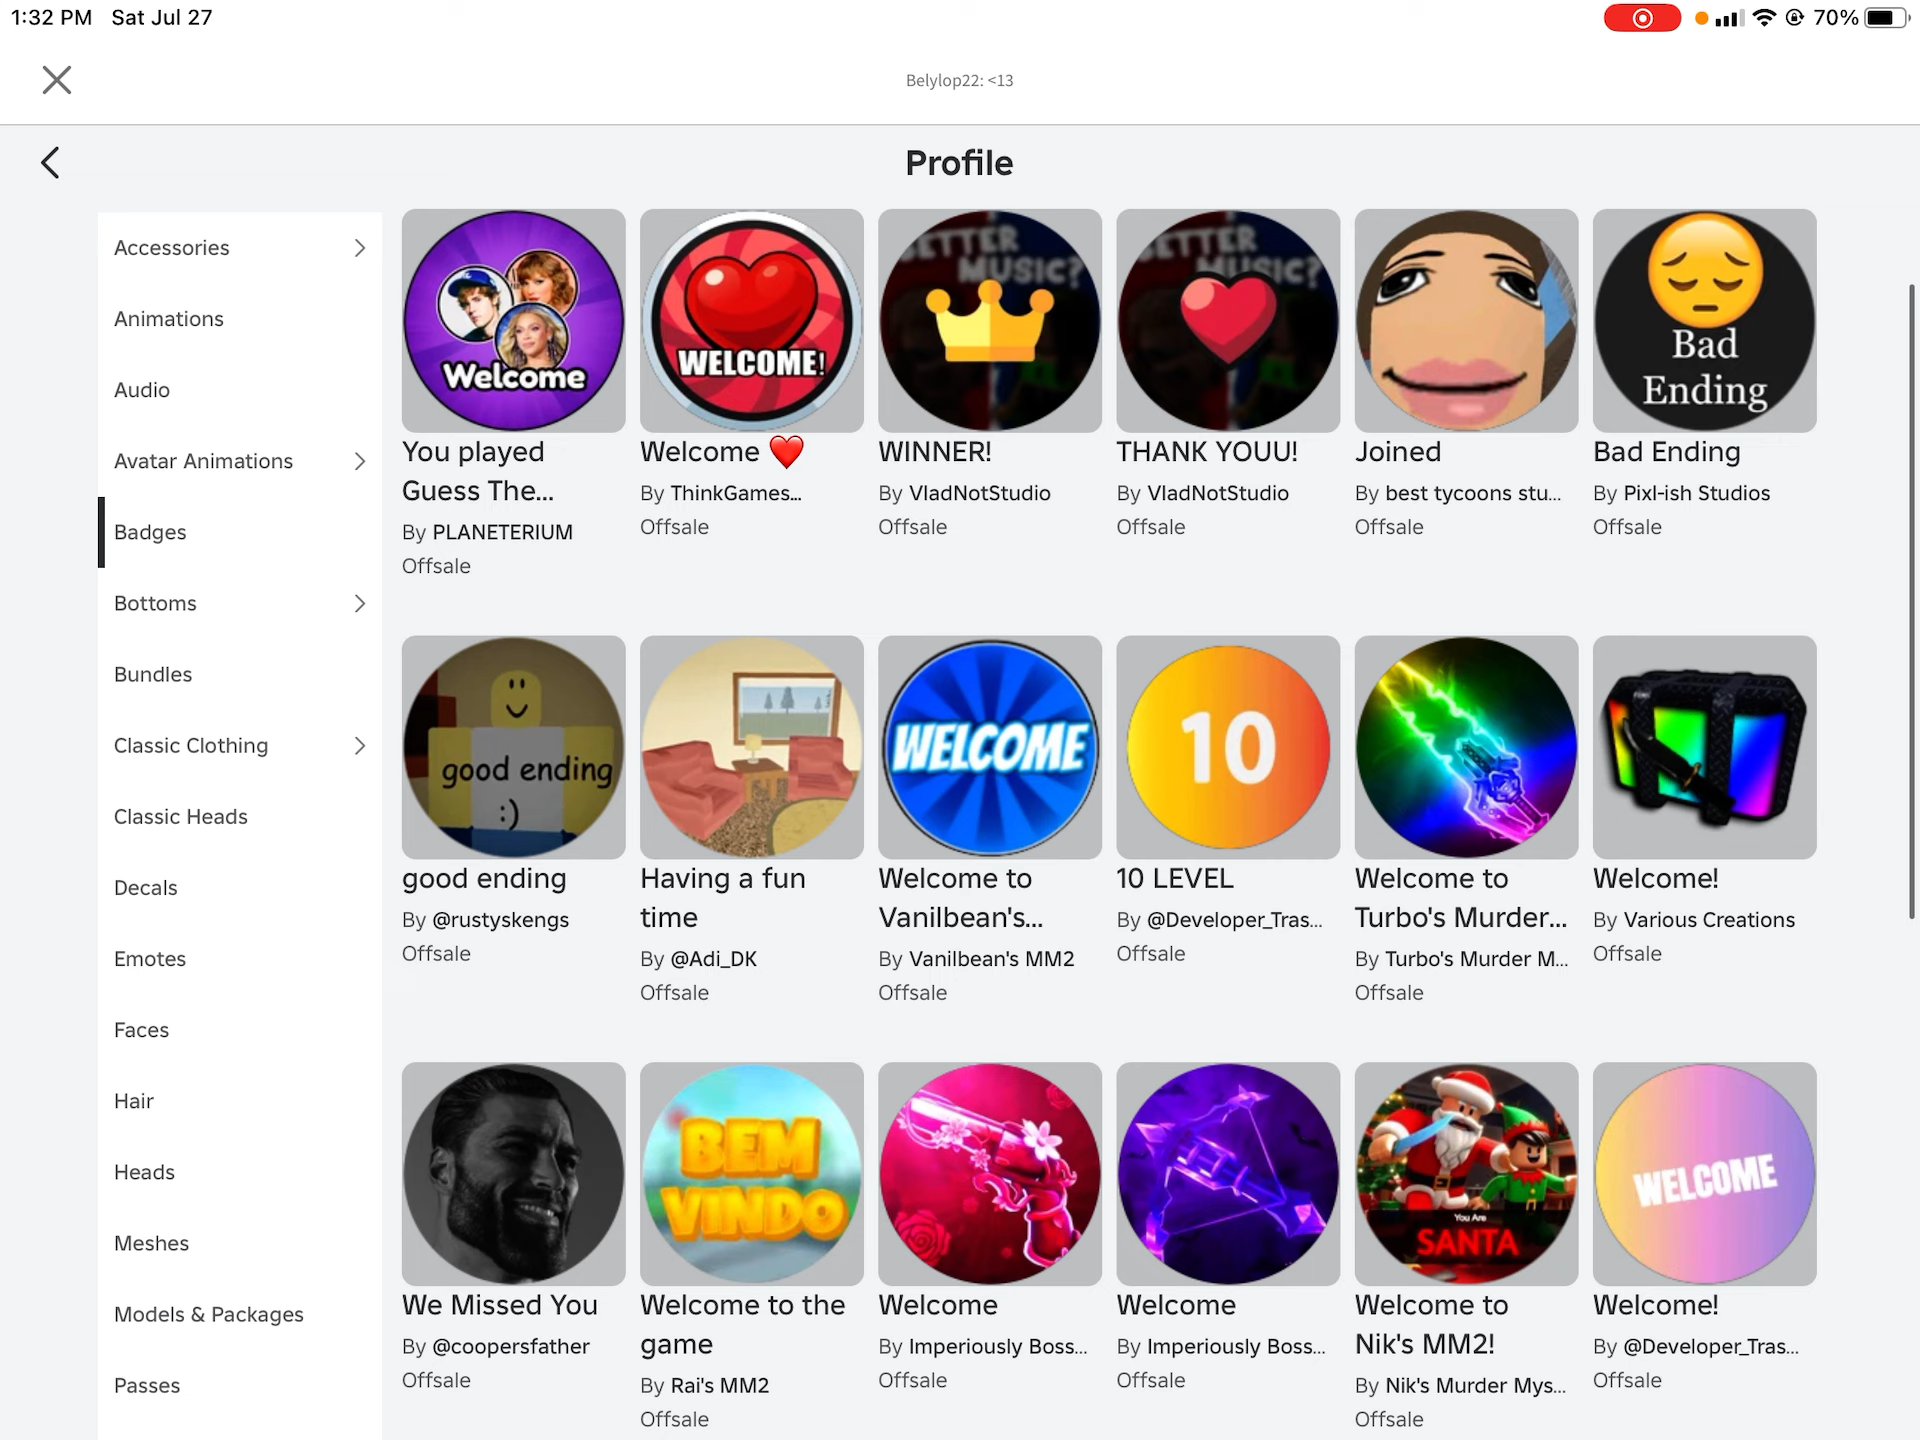 1:32 PM Sat Jul 27
70%
Belylop22: <13
Profile
Accessories
Animations
Audio
Avatar Animations
Badges
Bottoms
Bundles
Classic Clothing
Classic Heads
Decals
Emotes
Faces
Hair
Heads
Meshes
Models & Packages
Passes
Welcome
You played
Guess The...
By PLANETERIUM
Offsale
WELCOME!
Welcome ❤️
By ThinkGames...
Offsale
BETTER
MUSIC?
WINNER!
By VladNotStudio
Offsale
BETTER
MUSIC?
THANK YOUU!
By VladNotStudio
Offsale
Joined
By best tycoons stu...
Offsale
Bad
Ending
Bad Ending
By Pixl-ish Studios
Offsale
good ending
:)
good ending
By @rustyskengs
Offsale
Having a fun
time
By @Adi_DK
Offsale
WELCOME
Welcome to
Vanilbean's...
By Vanilbean's MM2
Offsale
10
10 LEVEL
By @Developer_Tras...
Offsale
Welcome to
Turbo's Murder...
By Turbo's Murder M...
Offsale
Welcome!
By Various Creations
Offsale
We Missed You
By @coopersfather
Offsale
BEM
VINDO
Welcome to the
game
By Rai's MM2
Offsale
Welcome
By Imperiously Boss...
Offsale
Welcome
By Imperiously Boss...
Offsale
You Are
SANTA
Welcome to
Nik's MM2!
By Nik's Murder Mys...
Offsale
WELCOME
Welcome!
By @Developer_Tras...
Offsale